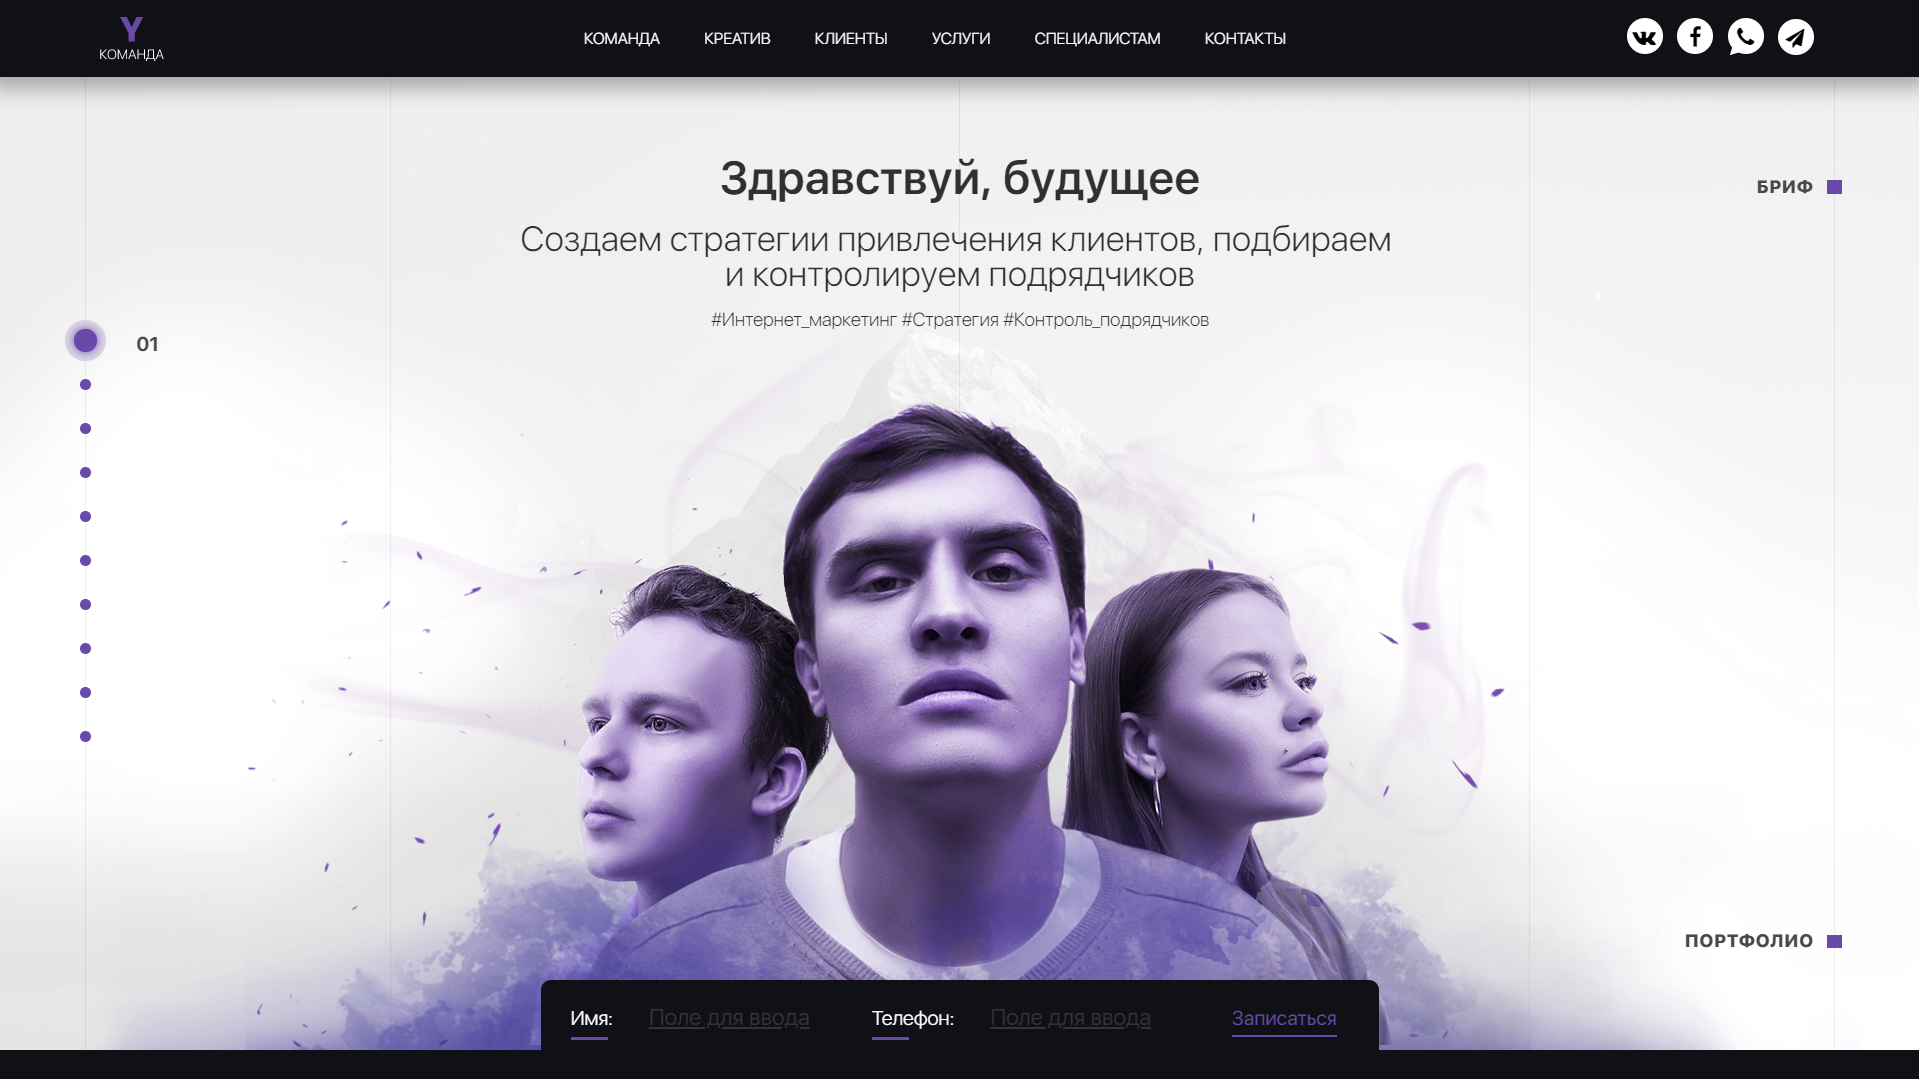 Y
КОМАНДА
КОМАНДА КРЕАТИВ КЛИЕНТЫ УСЛУГИ СПЕЦИАЛИСТАМ КОНТАКТЫ
Здравствуй, будущее
БРИФ
Создаем стратегии привлечения клиентов, подбираем
и контролируем подрядчиков
#Интернет_маркетинг #Стратегия #Контроль_подрядчиков
01
ПОРТФОЛИО
Имя: Поле для ввода Телефон: Поле для ввода Записаться